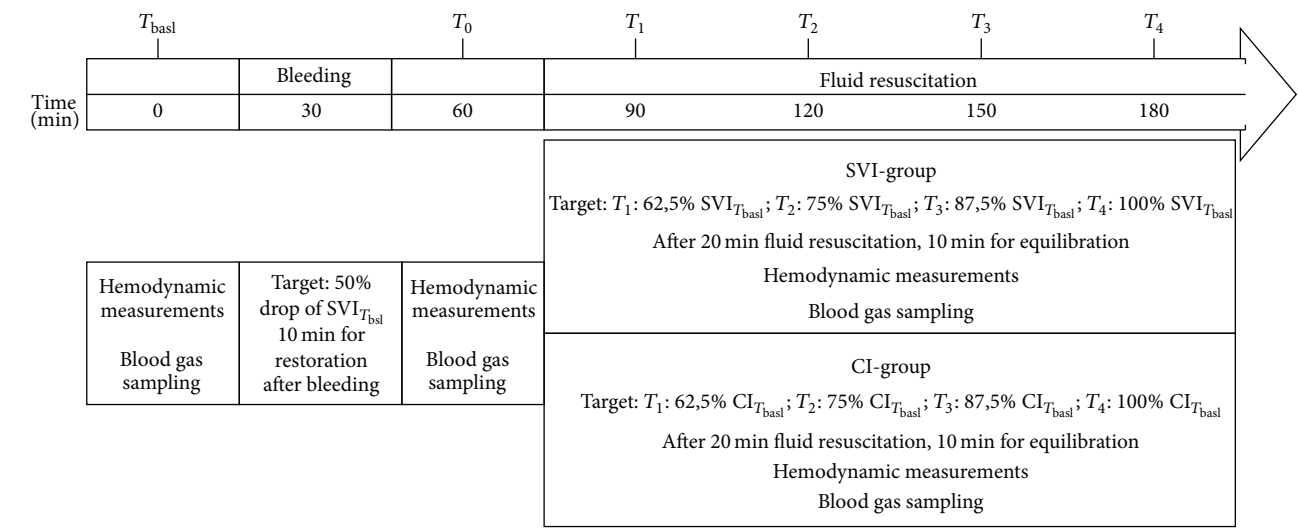 T_basl T_0 T_1 T_2 T_3 T_4
Bleeding Fluid resuscitation
Time (min) 0 30 60 90 120 150 180
Hemodynamic
measurements
Blood gas
sampling
Target: 50%
drop of SVI_T_bsl
10 min for
restoration
after bleeding
Hemodynamic
measurements
Blood gas
sampling
SVI-group
Target: T_1: 62,5% SVI_T_basl; T_2: 75% SVI_T_basl; T_3: 87,5% SVI_T_basl; T_4: 100% SVI_T_basl
After 20 min fluid resuscitation, 10 min for equilibration
Hemodynamic measurements
Blood gas sampling
CI-group
Target: T_1: 62,5% CI_T_basl; T_2: 75% CI_T_basl; T_3: 87,5% CI_T_basl; T_4: 100% CI_T_basl
After 20 min fluid resuscitation, 10 min for equilibration
Hemodynamic measurements
Blood gas sampling